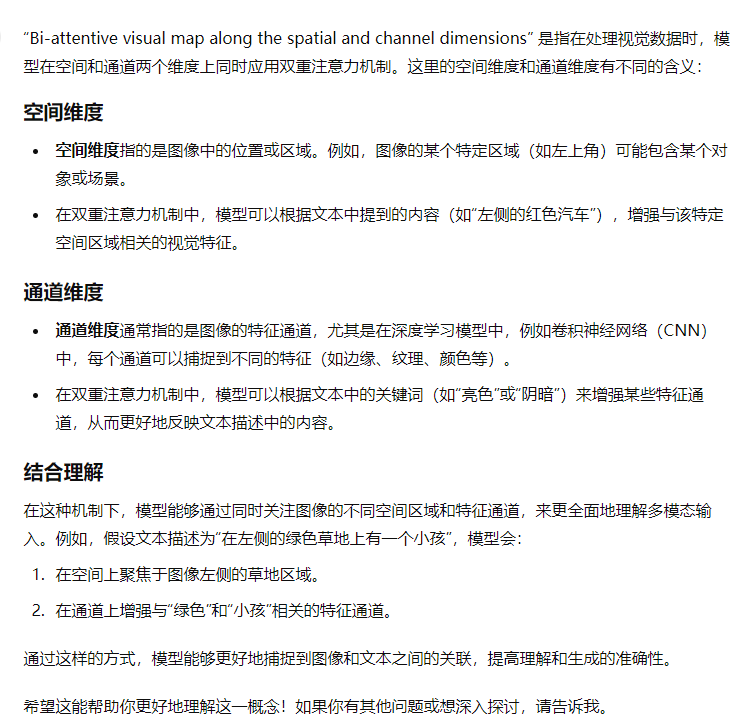 “Bi-attentive visual map along the spatial and channel dimensions” 是指在处理视觉数据时，模
型在空间和通道两个维度上同时应用双重注意力机制。这里的空间维度和通道维度有不同的含义：
空间维度
• 空间维度指的是图像中的位置或区域。例如，图像的某个特定区域（如左上角）可能包含某个对
象或场景。
• 在双重注意力机制中，模型可以根据文本中提到的内容（如“左侧的红色汽车”），增强与该特定
空间区域相关的视觉特征。
通道维度
• 通道维度通常指的是图像的特征通道，尤其是在深度学习模型中，例如卷积神经网络（CNN）
中，每个通道可以捕捉到不同的特征（如边缘、纹理、颜色等）。
• 在双重注意力机制中，模型可以根据文本中的关键词（如“亮色”或“阴暗”）来增强某些特征通
道，从而更好地反映文本描述中的内容。
结合理解
在这种机制下，模型能够通过同时关注图像的不同空间区域和特征通道，来更全面地理解多模态输
入。例如，假设文本描述为“在左侧的绿色草地上有一个小孩”，模型会：
1. 在空间上聚焦于图像左侧的草地区域。
2. 在通道上增强与“绿色”和“小孩”相关的特征通道。
通过这样的方式，模型能够更好地捕捉到图像和文本之间的关联，提高理解和生成的准确性。
希望这能帮助你更好地理解这一概念！如果你有其他问题或想深入探讨，请告诉我。